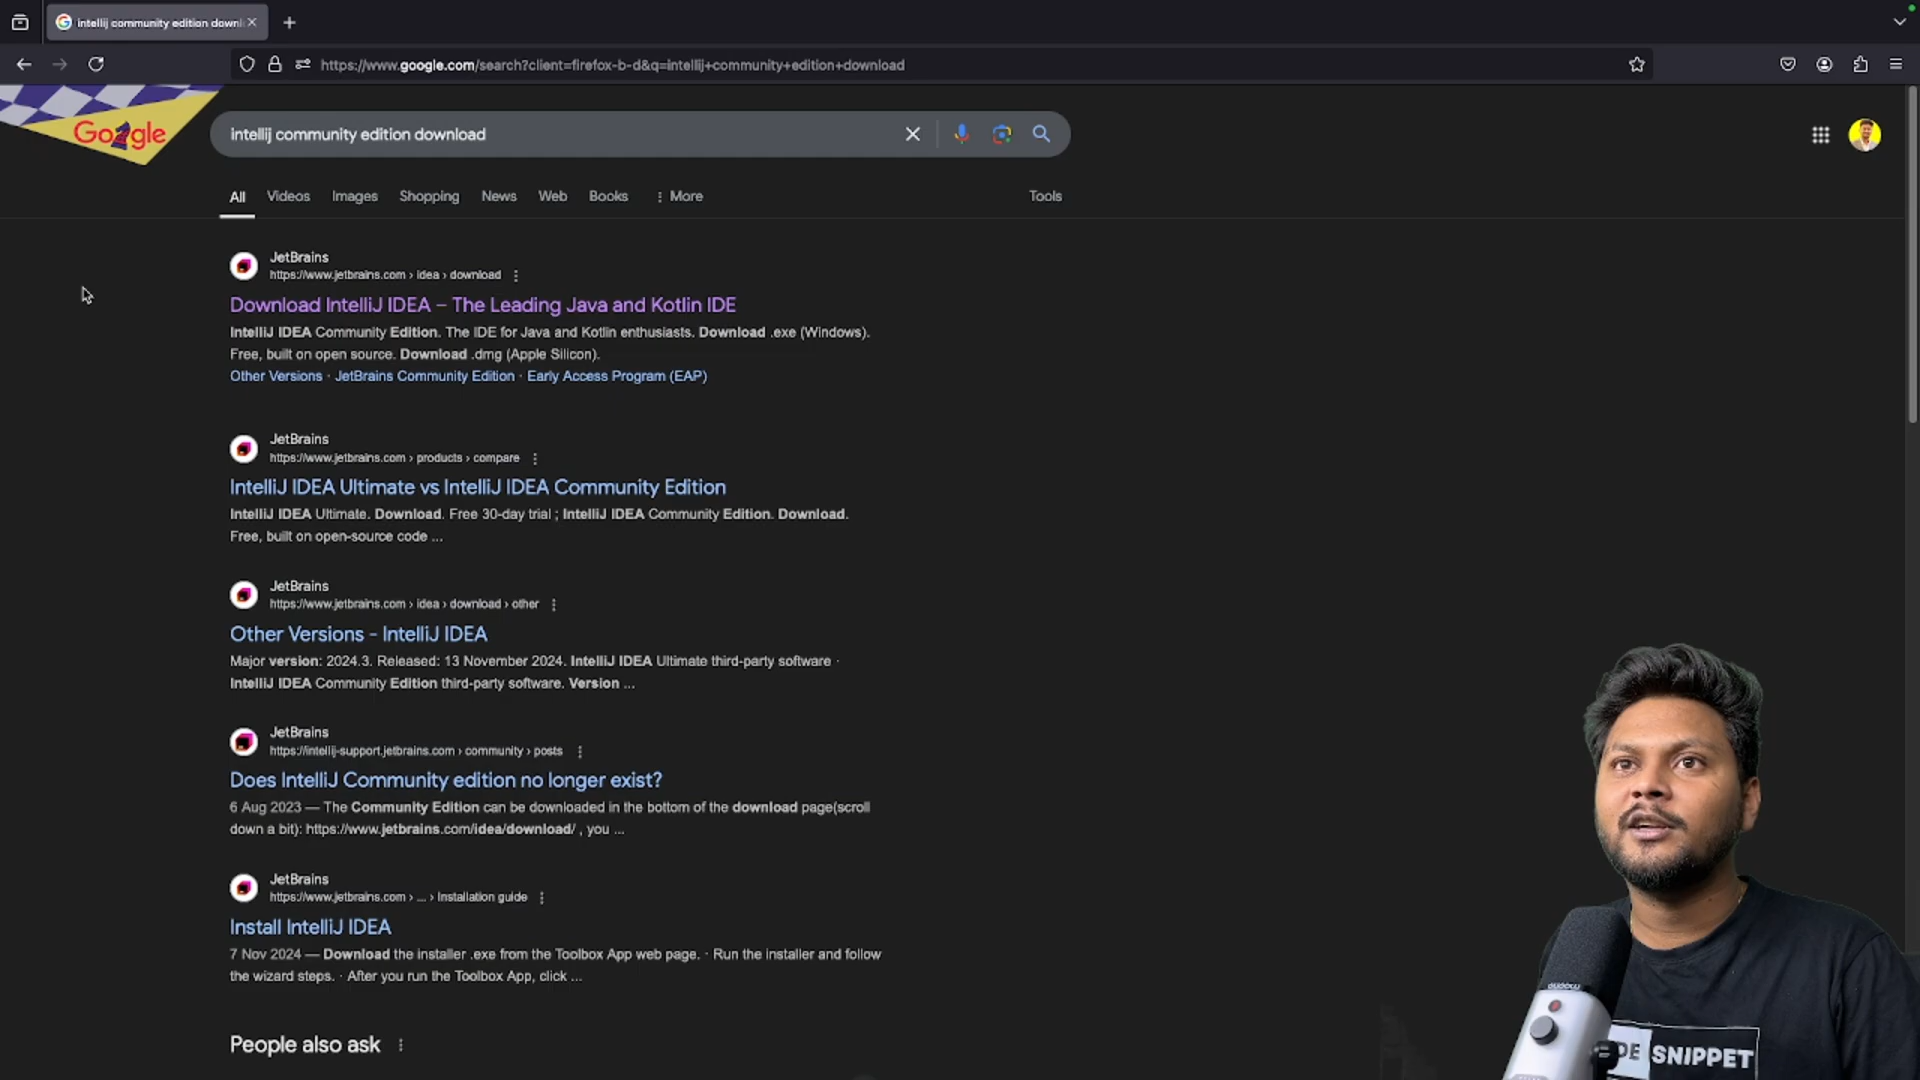 intellij community edition downl
https://www.google.com/search?client=firefox-b-d&q=intellij+community+edition+download
Google
intellij community edition download
All Videos Images Shopping News Web Books More Tools
JetBrains
https://www.jetbrains.com › idea › download
Download IntelliJ IDEA – The Leading Java and Kotlin IDE
IntelliJ IDEA Community Edition. The IDE for Java and Kotlin enthusiasts. Download .exe (Windows).
Free, built on open source. Download .dmg (Apple Silicon).
Other Versions · JetBrains Community Edition · Early Access Program (EAP)
JetBrains
https://www.jetbrains.com › products › compare
IntelliJ IDEA Ultimate vs IntelliJ IDEA Community Edition
IntelliJ IDEA Ultimate. Download. Free 30-day trial ; IntelliJ IDEA Community Edition. Download.
Free, built on open-source code ...
JetBrains
https://www.jetbrains.com › idea › download › other
Other Versions - IntelliJ IDEA
Major version: 2024.3. Released: 13 November 2024. IntelliJ IDEA Ultimate third-party software ·
IntelliJ IDEA Community Edition third-party software. Version ...
JetBrains
https://intellij-support.jetbrains.com › community › posts
Does IntelliJ Community edition no longer exist?
6 Aug 2023 — The Community Edition can be downloaded in the bottom of the download page(scroll
down a bit): https://www.jetbrains.com/idea/download/ , you ...
JetBrains
https://www.jetbrains.com › ... › Installation guide
Install IntelliJ IDEA
7 Nov 2024 — Download the installer .exe from the Toolbox App web page. · Run the installer and follow
the wizard steps. · After you run the Toolbox App, click ...
People also ask
DE SNIPPET